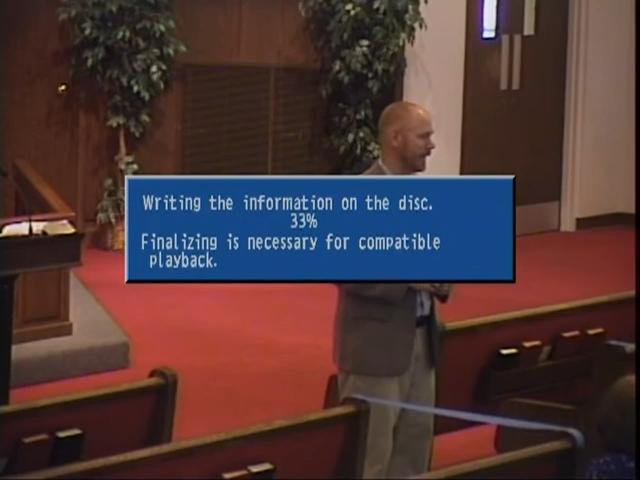 Writing the information on the disc.
33%
Finalizing is necessary for compatible
playback.